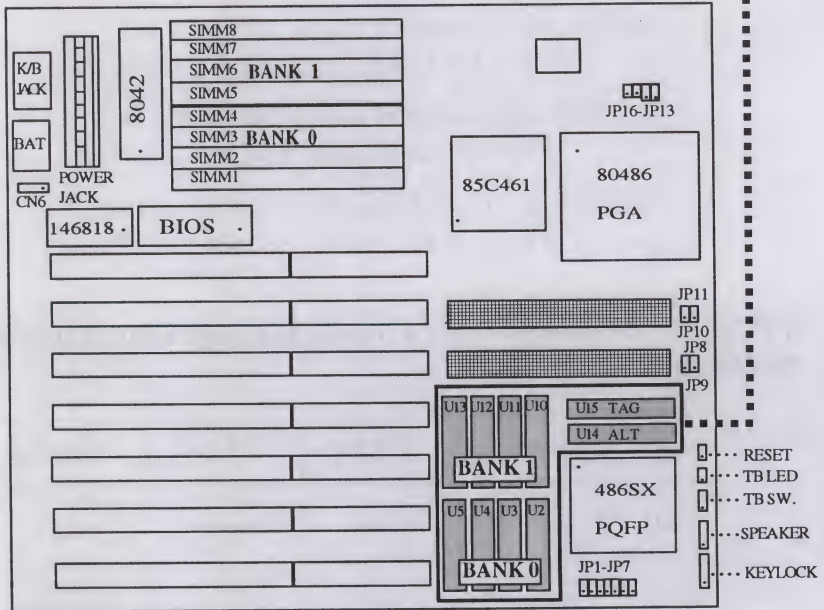 SIMM8
SIMM7
SIMM6 BANK 1
SIMM5
SIMM4
SIMM3 BANK 0
SIMM2
SIMM1
K/B
JACK
8042
BAT
POWER
JACK
CN6
146818
BIOS
JP16-JP13
85C461
80486
PGA
JP11
JP10
JP8
JP9
U13 U12 U11 U10
BANK 1
U15 TAG
U14 ALT
U5 U4 U3 U2
BANK 0
486SX
PQFP
JP1-JP7
RESET
TB LED
TB SW.
SPEAKER
KEYLOCK